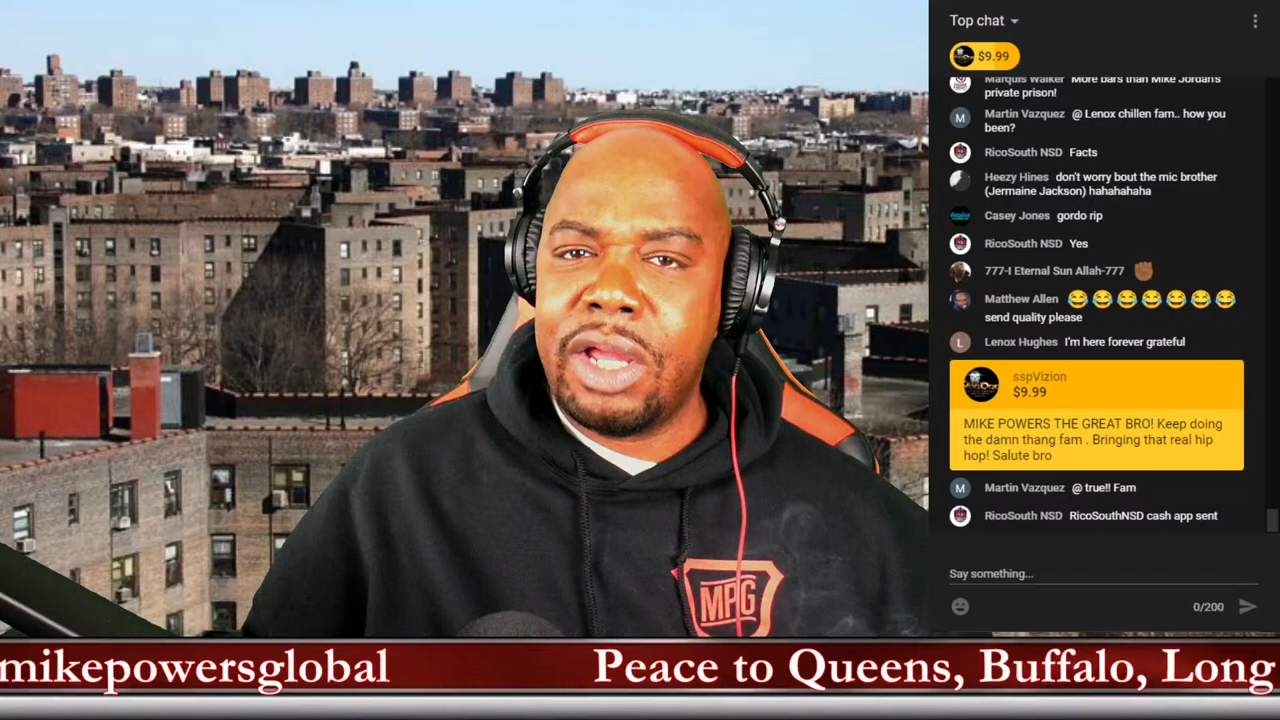 Top chat
$9.99
Marquis Walker More bars than Mike Jordan's
private prison!
M Martin Vazquez @ Lenox chillen fam.. how you
been?
RicoSouth NSD Facts
Heezy Hines don't worry bout the mic brother
(Jermaine Jackson) hahahahaha
Casey Jones gordo rip
RicoSouth NSD Yes
777-I Eternal Sun Allah-777 ✊🏾
Matthew Allen 😂😂😂😂😂😂😂
send quality please
L Lenox Hughes I'm here forever grateful
sspVizion
$9.99
MIKE POWERS THE GREAT BRO! Keep doing
the damn thang fam . Bringing that real hip
hop! Salute bro
M Martin Vazquez @ true!! Fam
RicoSouth NSD RicoSouthNSD cash app sent
Say something...
0/200
MPG
mikepowersglobal Peace to Queens, Buffalo, Long